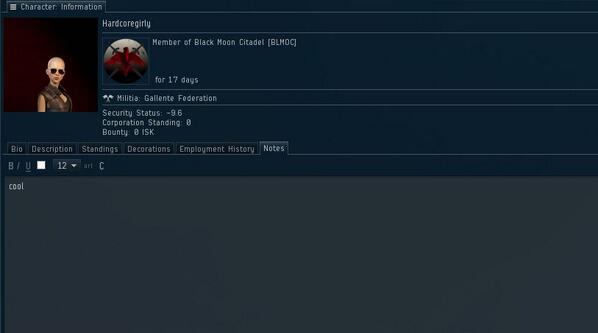 Character: Information
Hardcoregirly
Member of Black Moon Citadel [BLMOC]
for 17 days
Militia: Gallente Federation
Security Status: -9.6
Corporation Standing: 0
Bounty: 0 ISK
Bio Description Standings Decorations Employment History Notes
B I U 12 url C
cool